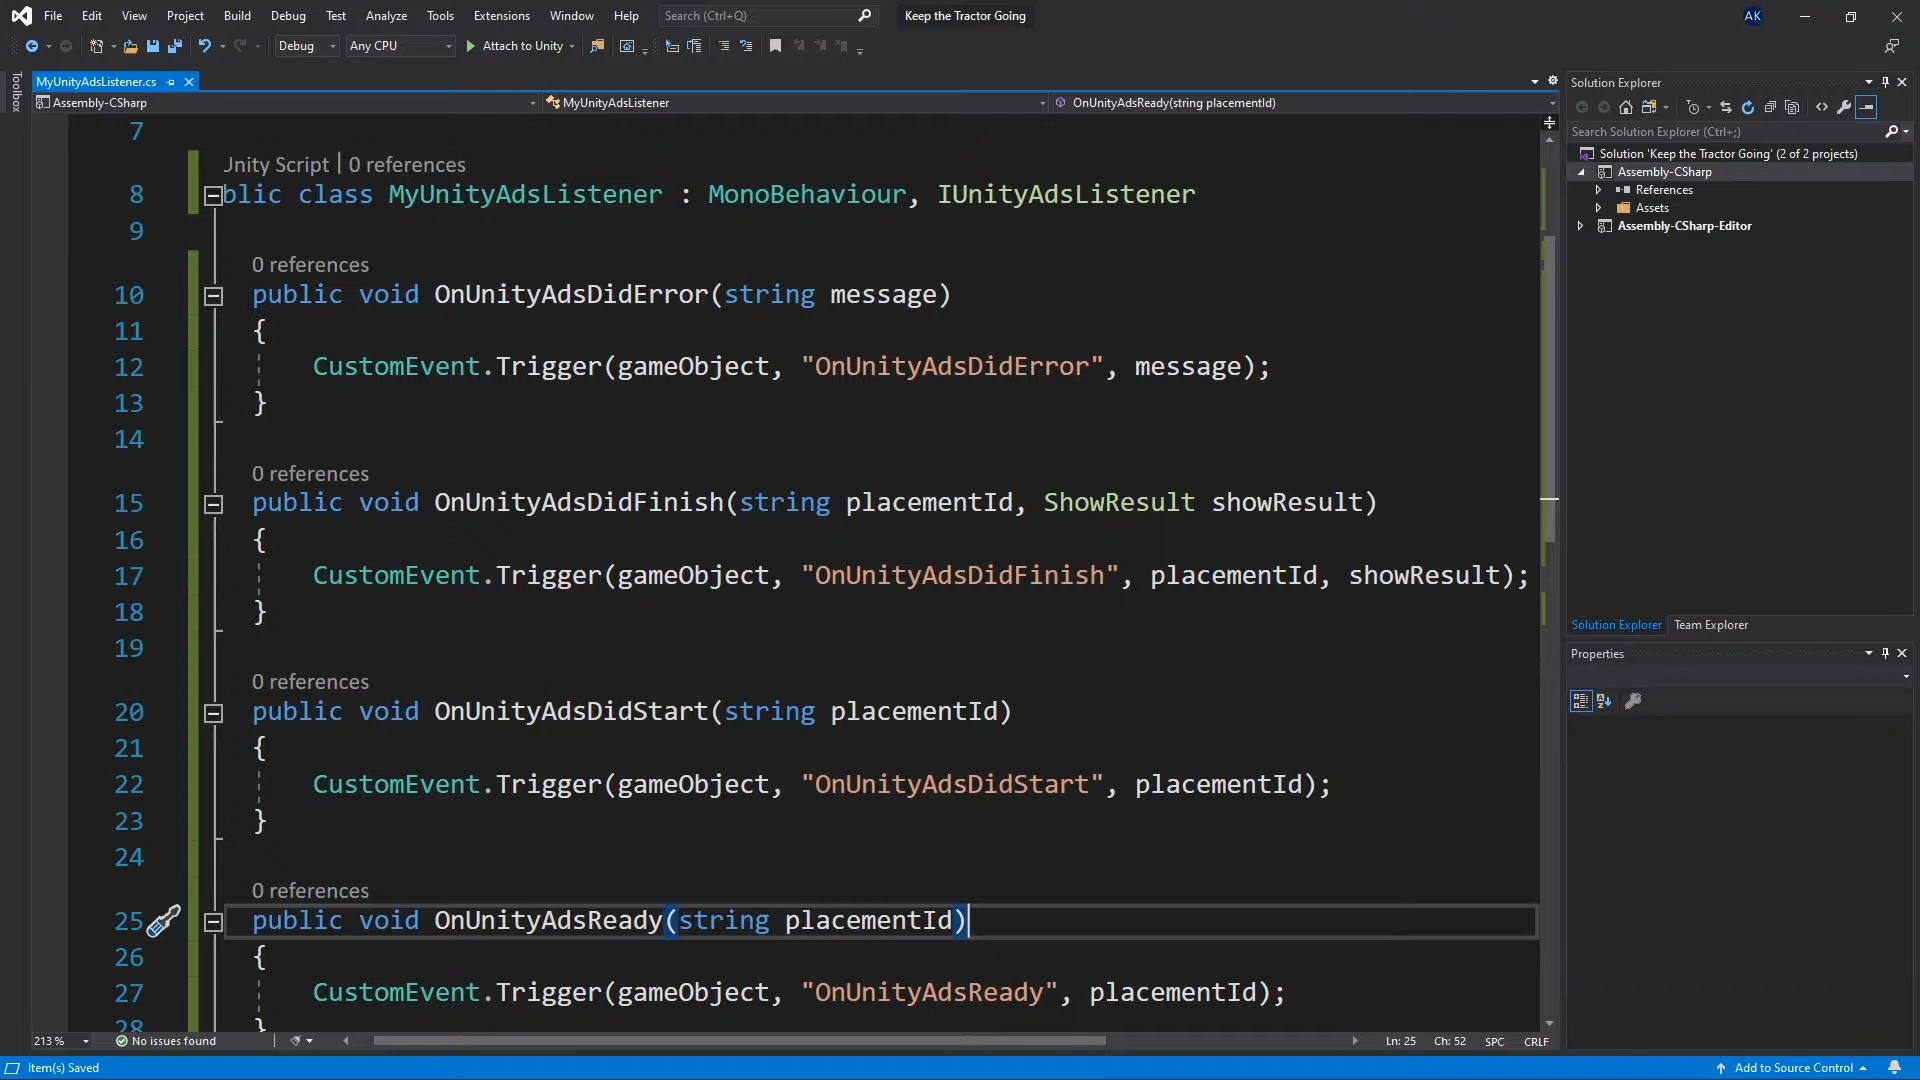 File Edit View Project Build Debug Test Analyze Tools Extensions Window Help Search (Ctrl+Q) Keep the Tractor Going AK
Debug Any CPU Attach to Unity
Toolbox
MyUnityAdsListener.cs
Assembly-CSharp MyUnityAdsListener OnUnityAdsReady(string placementId)
7
Jnity Script | 0 references
8 blic class MyUnityAdsListener : MonoBehaviour, IUnityAdsListener
9
0 references
10 public void OnUnityAdsDidError(string message)
11 {
12 CustomEvent.Trigger(gameObject, "OnUnityAdsDidError", message);
13 }
14
0 references
15 public void OnUnityAdsDidFinish(string placementId, ShowResult showResult)
16 {
17 CustomEvent.Trigger(gameObject, "OnUnityAdsDidFinish", placementId, showResult);
18 }
19
0 references
20 public void OnUnityAdsDidStart(string placementId)
21 {
22 CustomEvent.Trigger(gameObject, "OnUnityAdsDidStart", placementId);
23 }
24
0 references
25 public void OnUnityAdsReady(string placementId)
26 {
27 CustomEvent.Trigger(gameObject, "OnUnityAdsReady", placementId);
28 }
213 % No issues found Ln: 25 Ch: 52 SPC CRLF
Solution Explorer
Search Solution Explorer (Ctrl+;)
Solution 'Keep the Tractor Going' (2 of 2 projects)
Assembly-CSharp
References
Assets
Assembly-CSharp-Editor
Solution Explorer Team Explorer
Properties
Item(s) Saved Add to Source Control